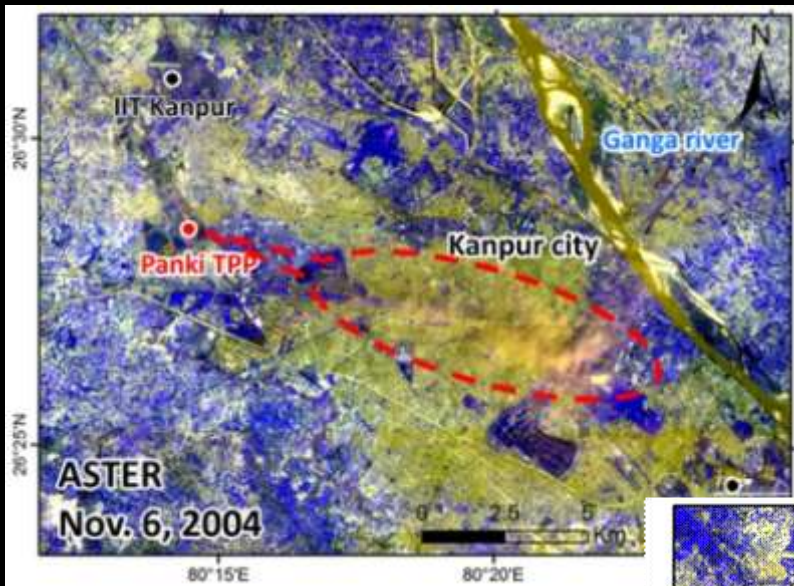 N
IIT Kanpur
26°30'N
Ganga river
Kanpur city
Panki TPP
26°25'N
ASTER
Nov. 6, 2004
0 2.5 5
Km
80°15'E
80°20'E